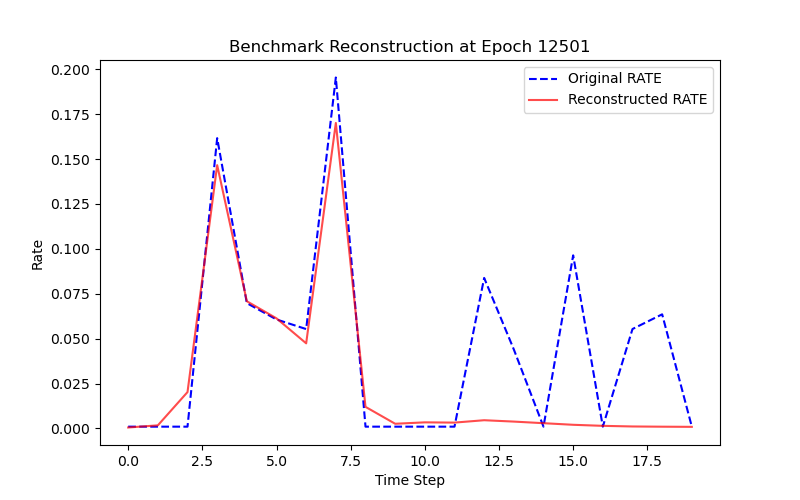 Benchmark Reconstruction at Epoch 12501
Original RATE
Reconstructed RATE
Rate
0.200
0.175
0.150
0.125
0.100
0.075
0.050
0.025
0.000
0.0 2.5 5.0 7.5 10.0 12.5 15.0 17.5
Time Step